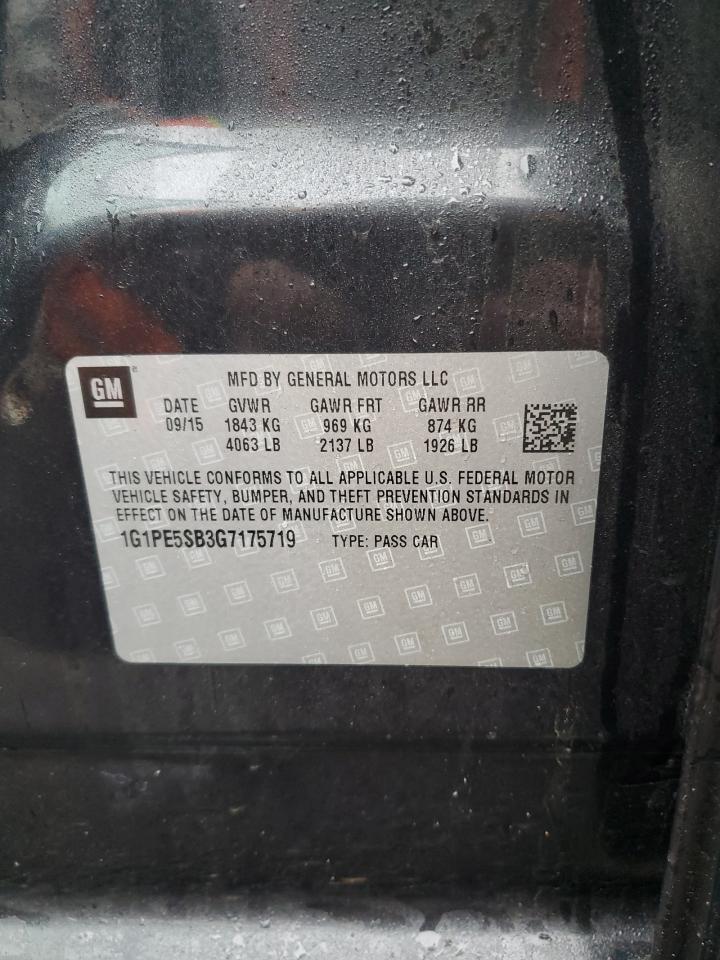 GM
MFD BY GENERAL MOTORS LLC
DATE GVWR GAWR FRT GAWR RR
09/15 1843 KG 969 KG 874 KG
4063 LB 2137 LB 1926 LB
THIS VEHICLE CONFORMS TO ALL APPLICABLE U.S. FEDERAL MOTOR
VEHICLE SAFETY, BUMPER, AND THEFT PREVENTION STANDARDS IN
EFFECT ON THE DATE OF MANUFACTURE SHOWN ABOVE.
1G1PE5SB3G7175719 TYPE: PASS CAR